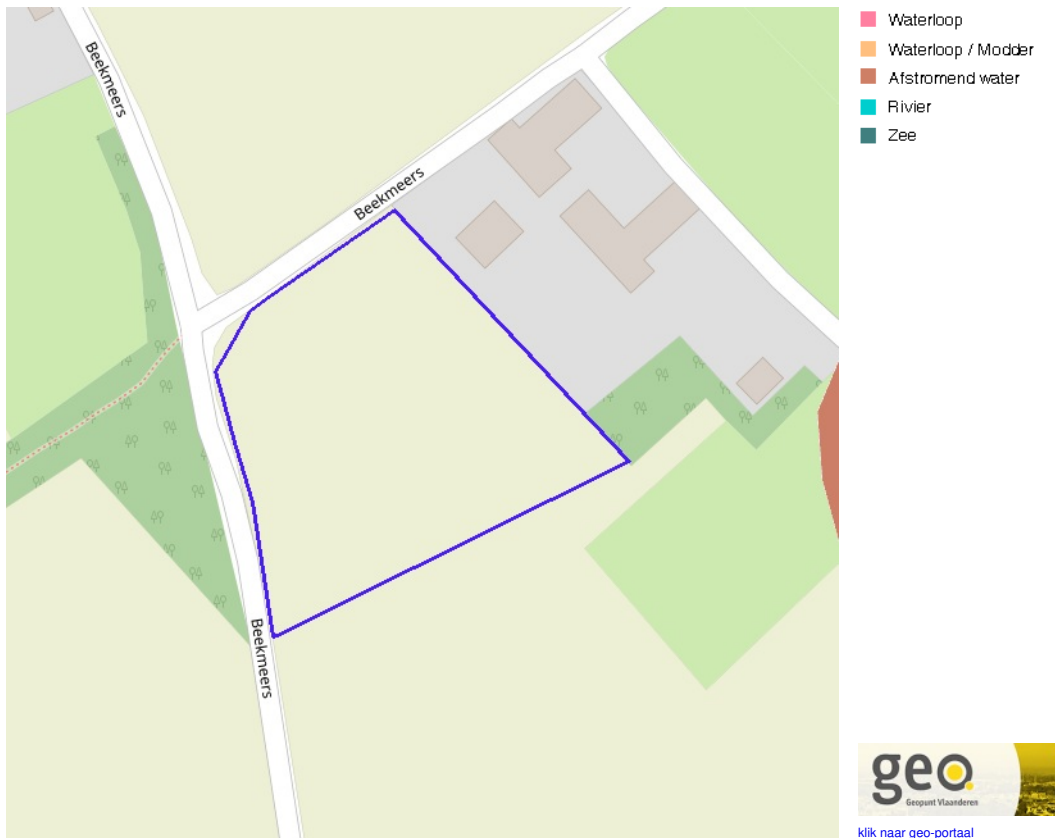 Beekmeers
Beekmeers
Beekmeers
Waterloop
Waterloop / Modder
Afstromend water
Rivier
Zee
geo.
Geopunt Vlaanderen
klik naar geo-portaal